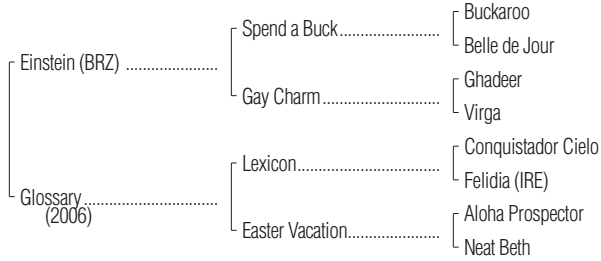 Buckaroo
Spend a Buck..........................
Belle de Jour
Einstein (BRZ) ........................
Ghadeer
Gay Charm..............................
Virga
Conquistador Cielo
Lexicon.....................................
Felidia (IRE)
Glossary...................................
(2006)
Aloha Prospector
Easter Vacation.......................
Neat Beth